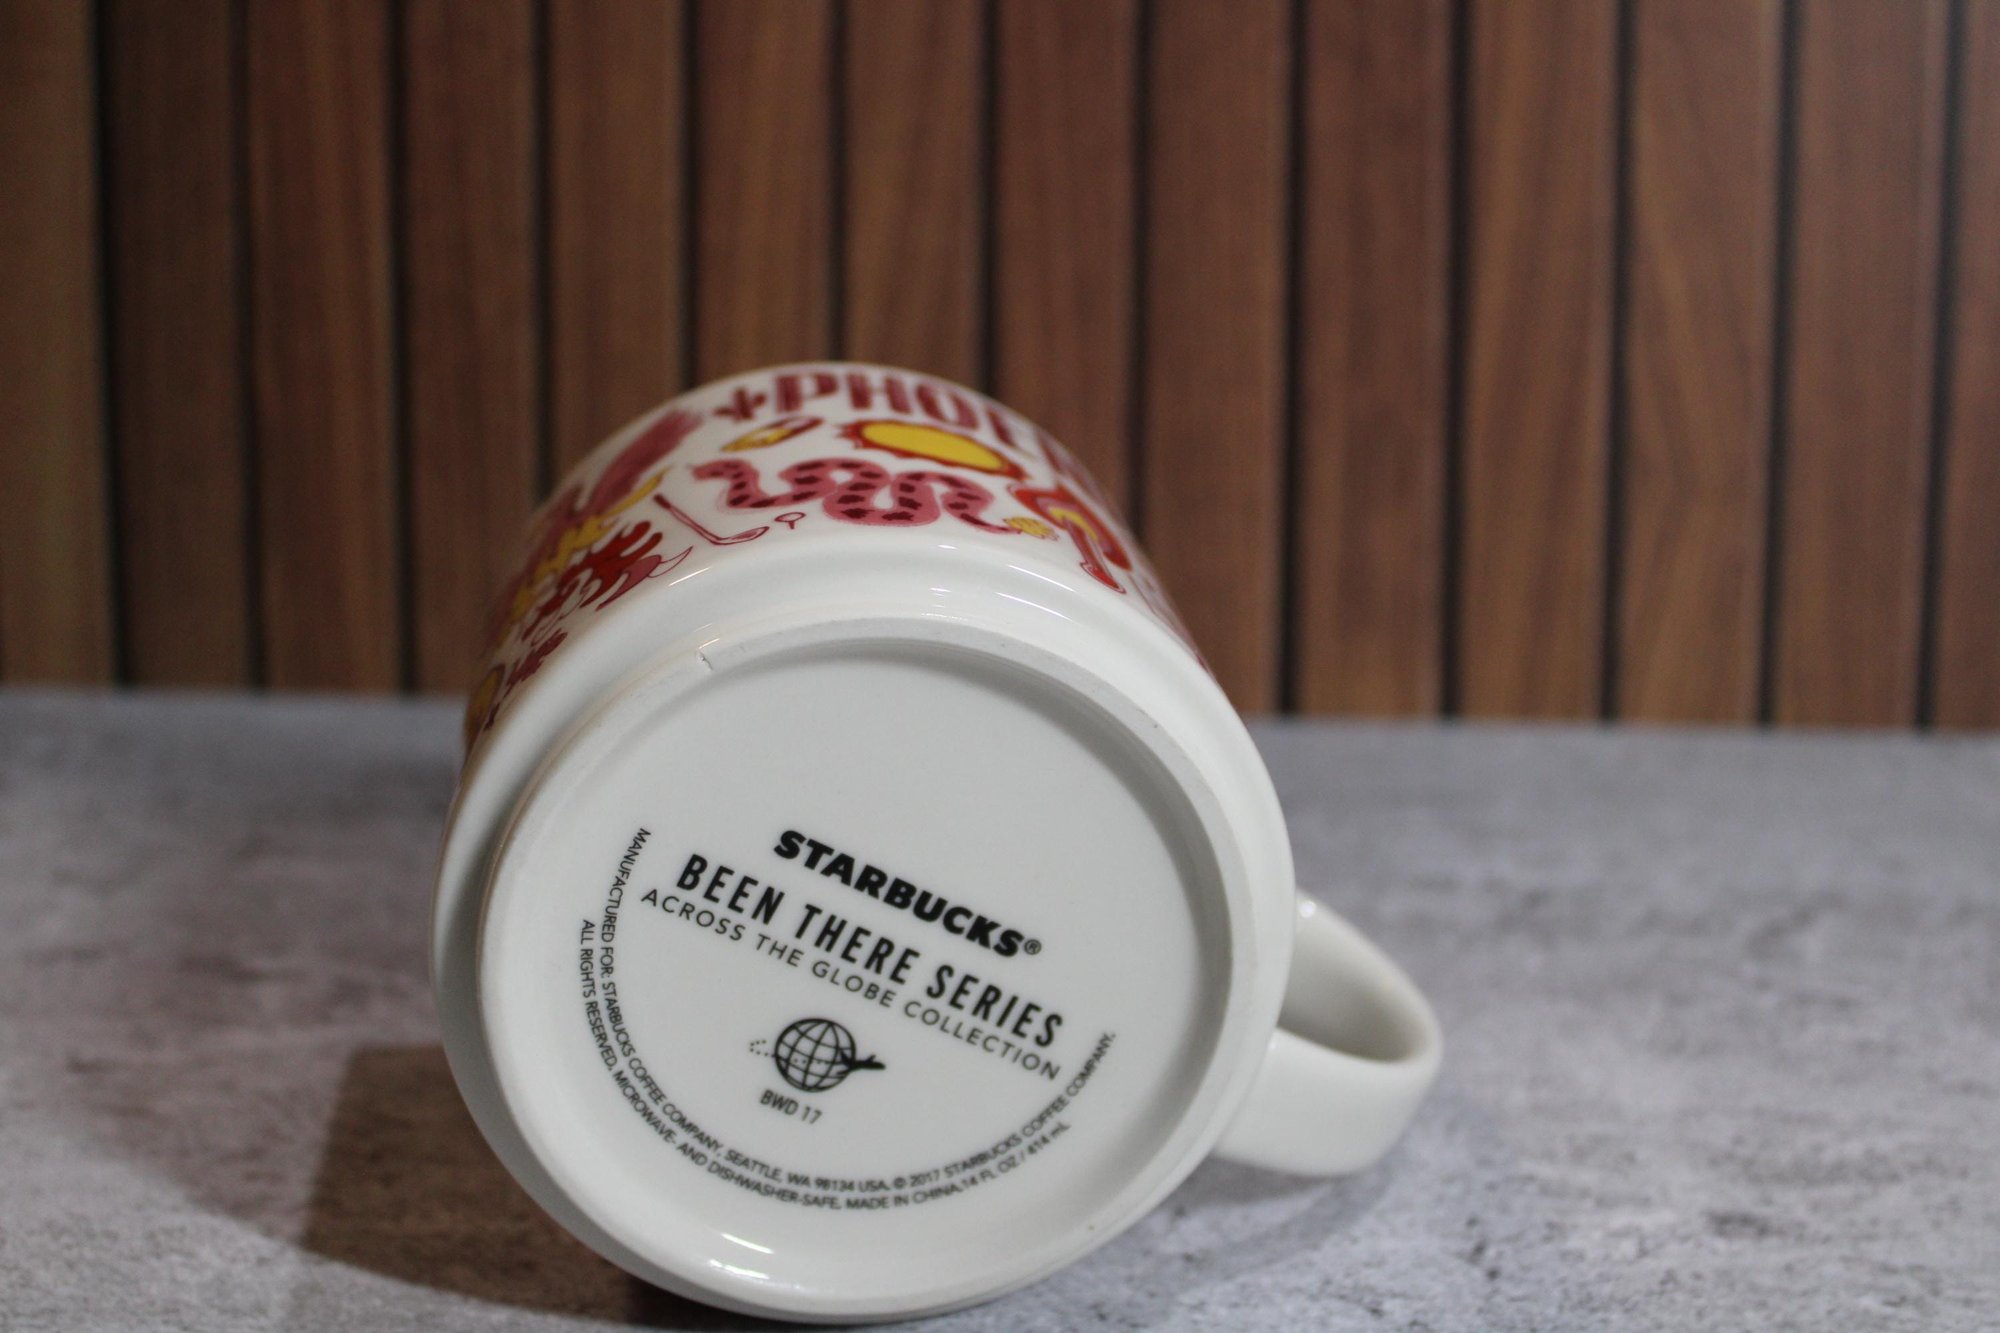 PHOE
STARBUCKS®
BEEN THERE SERIES
ACROSS THE GLOBE COLLECTION
BWD 17
MANUFACTURED FOR: STARBUCKS COFFEE COMPANY, SEATTLE, WA 98134 USA. © 2017 STARBUCKS COFFEE COMPANY.
ALL RIGHTS RESERVED. MICROWAVE- AND DISHWASHER-SAFE. MADE IN CHINA.14 FL OZ / 414 mL